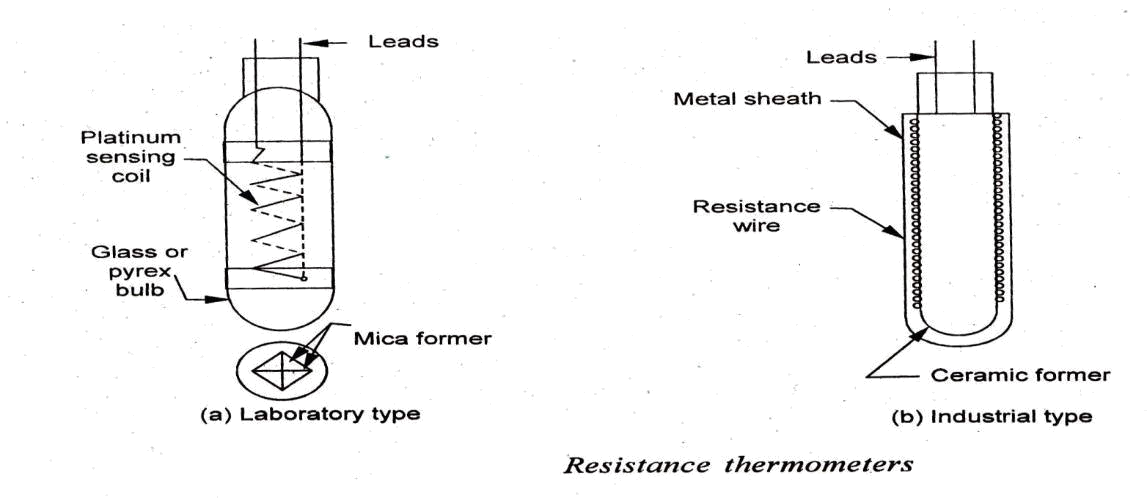 Leads
Platinum
sensing
coil
Glass or
pyrex
bulb
Mica former
(a) Laboratory type
Leads
Metal sheath
Resistance
wire
Ceramic former
(b) Industrial type
Resistance thermometers